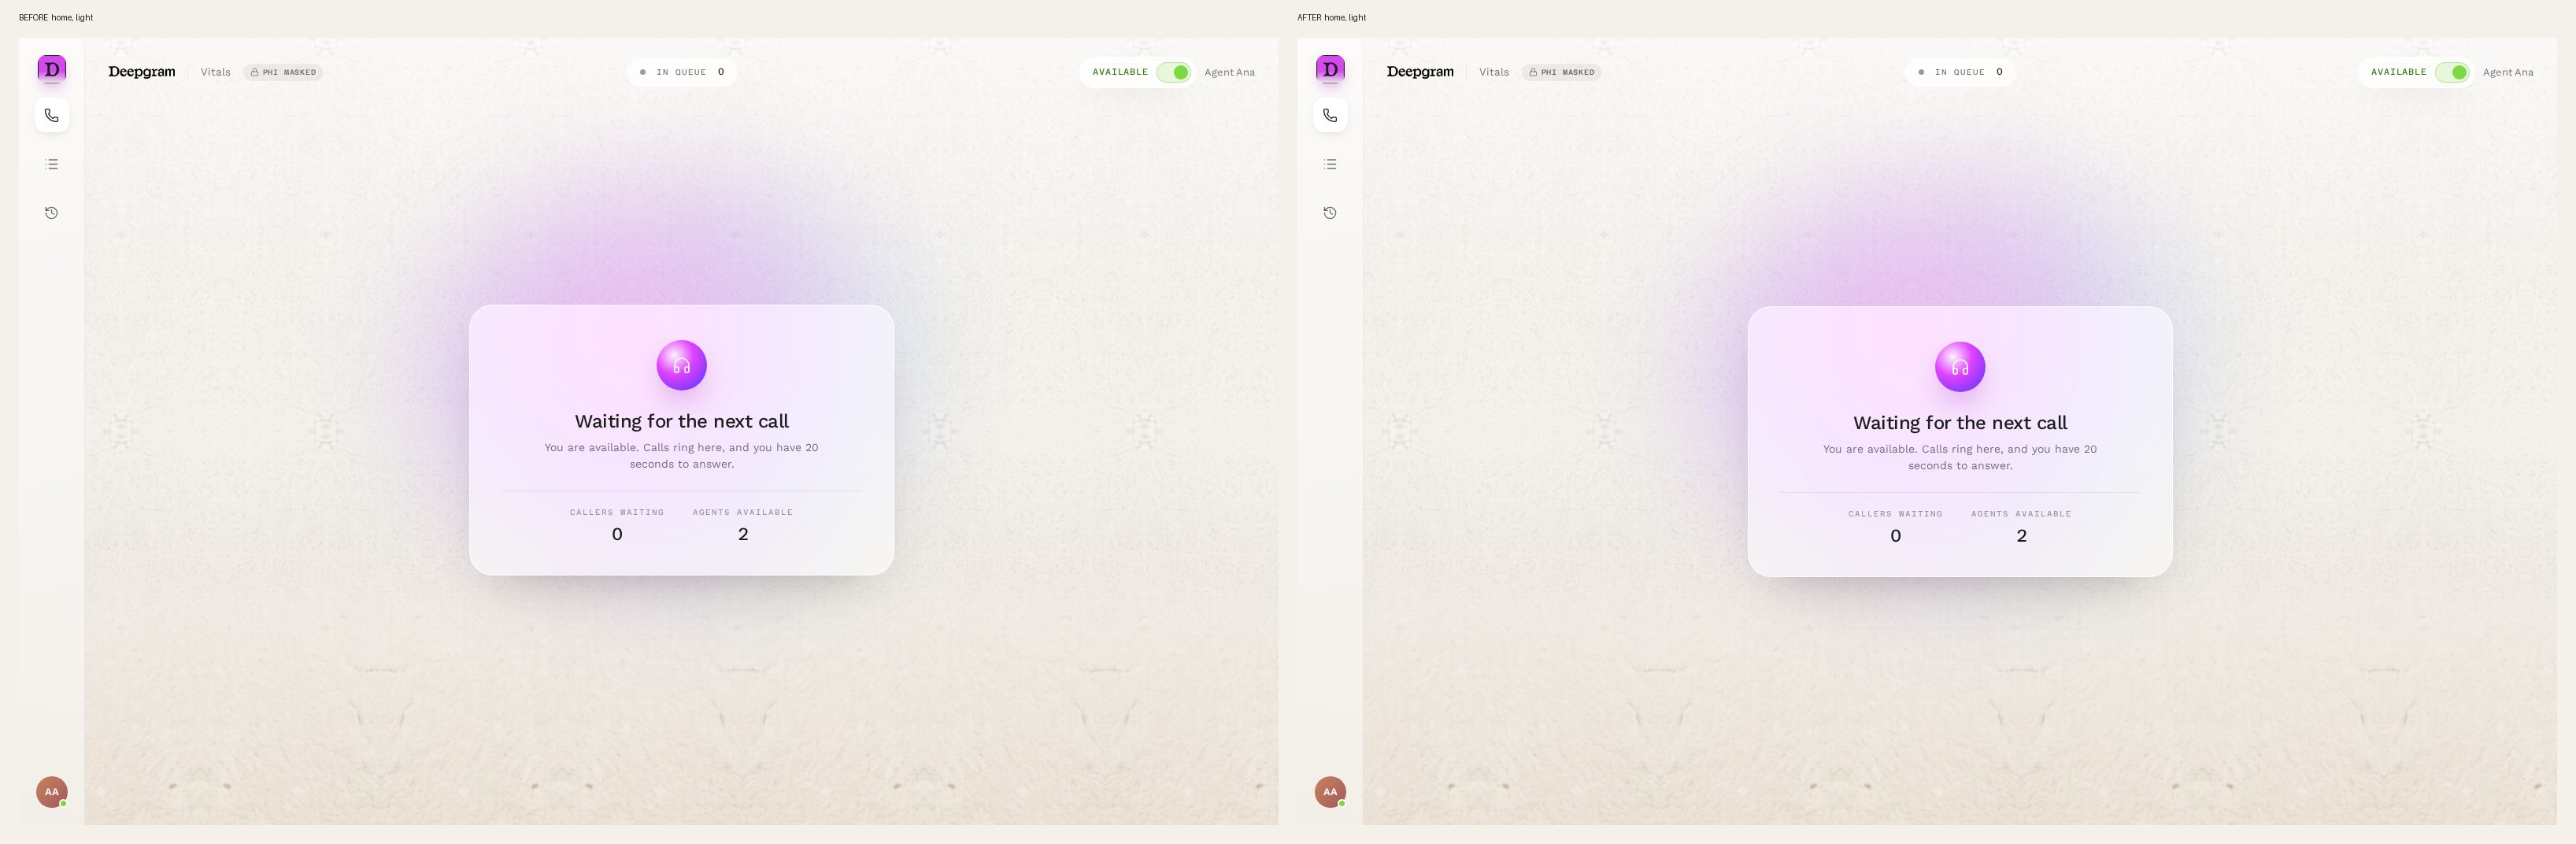 BEFORE home, light
D
Deepgram
Vitals
PHI MASKED
IN QUEUE 0
AVAILABLE
Agent Ana
Waiting for the next call
You are available. Calls ring here, and you have 20
seconds to answer.
CALLERS WAITING
0
AGENTS AVAILABLE
2
AA
AFTER home, light
D
Deepgram
Vitals
PHI MASKED
IN QUEUE 0
AVAILABLE
Agent Ana
Waiting for the next call
You are available. Calls ring here, and you have 20
seconds to answer.
CALLERS WAITING
0
AGENTS AVAILABLE
2
AA